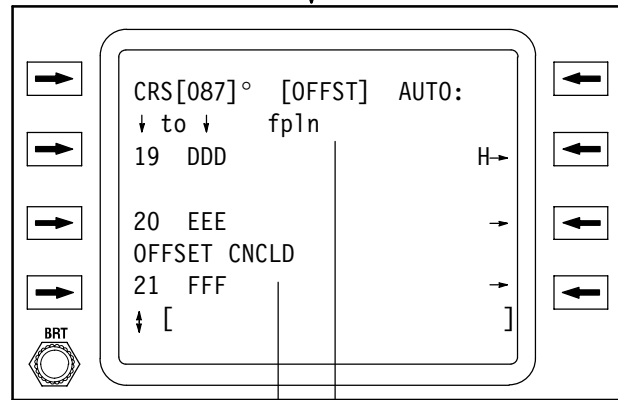 CRS[087]° [OFFST] AUTO:
↓ to ↓ fpln
19 DDD H→
20 EEE →
OFFSET CNCLD
21 FFF →
↕ [ ]
BRT